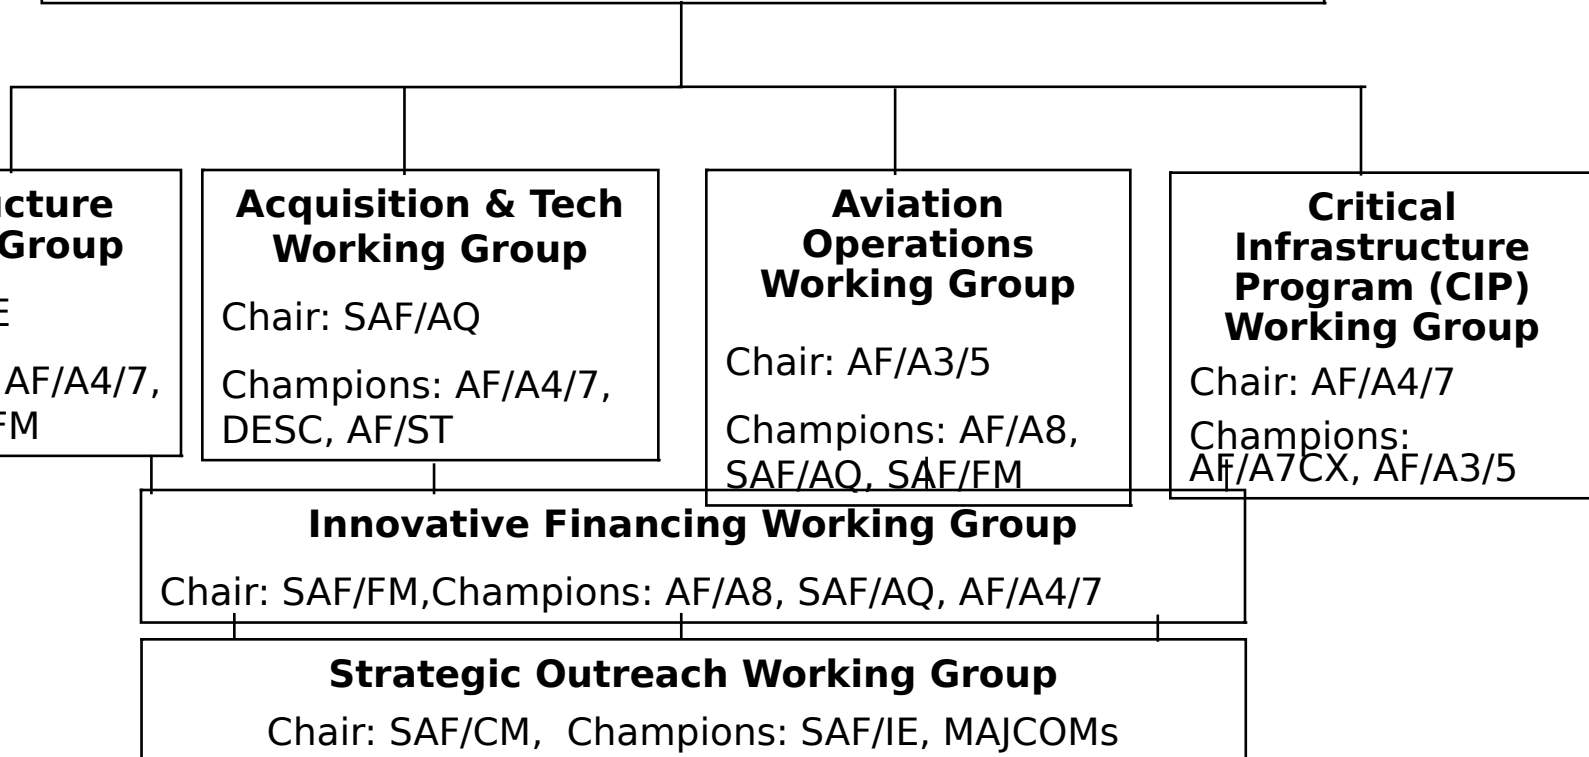 ucture
Group
E
AF/A4/7,
FM
Acquisition & Tech
Working Group
Chair: SAF/AQ
Champions: AF/A4/7,
DESC, AF/ST
Aviation
Operations
Working Group
Chair: AF/A3/5
Champions: AF/A8,
SAF/AQ, SAF/FM
Critical
Infrastructure
Program (CIP)
Working Group
Chair: AF/A4/7
Champions:
AF/A7CX, AF/A3/5
Innovative Financing Working Group
Chair: SAF/FM,Champions: AF/A8, SAF/AQ, AF/A4/7
Strategic Outreach Working Group
Chair: SAF/CM,  Champions: SAF/IE, MAJCOMs